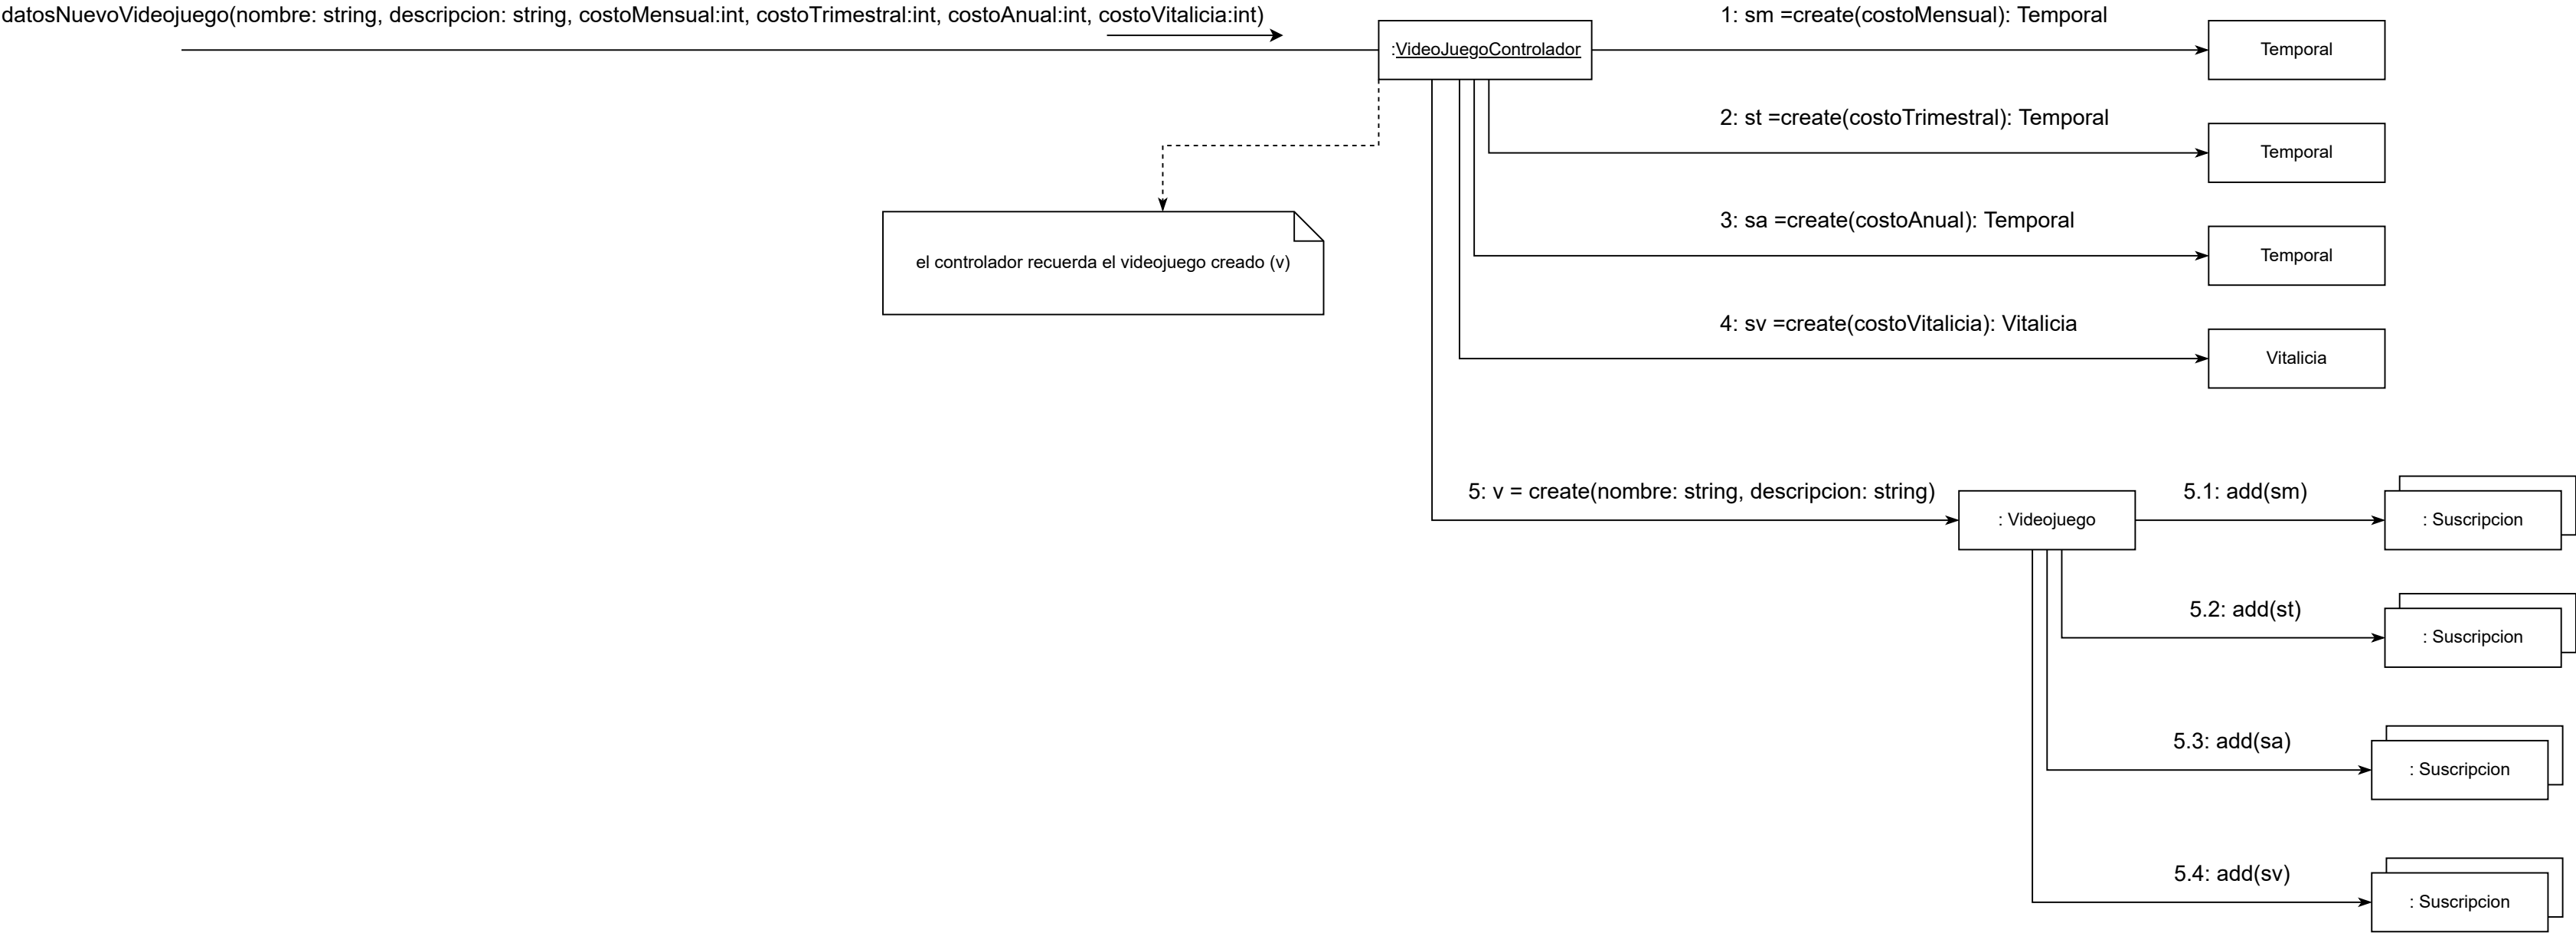 datosNuevoVideojuego(nombre: string, descripcion: string, costoMensual:int, costoTrimestral:int, costoAnual:int, costoVitalicia:int)
:VideoJuegoControlador
1: sm =create(costoMensual): Temporal
Temporal
2: st =create(costoTrimestral): Temporal
Temporal
3: sa =create(costoAnual): Temporal
Temporal
el controlador recuerda el videojuego creado (v)
4: sv =create(costoVitalicia): Vitalicia
Vitalicia
5: v = create(nombre: string, descripcion: string)
: Videojuego
5.1: add(sm)
: Suscripcion
5.2: add(st)
: Suscripcion
5.3: add(sa)
: Suscripcion
5.4: add(sv)
: Suscripcion